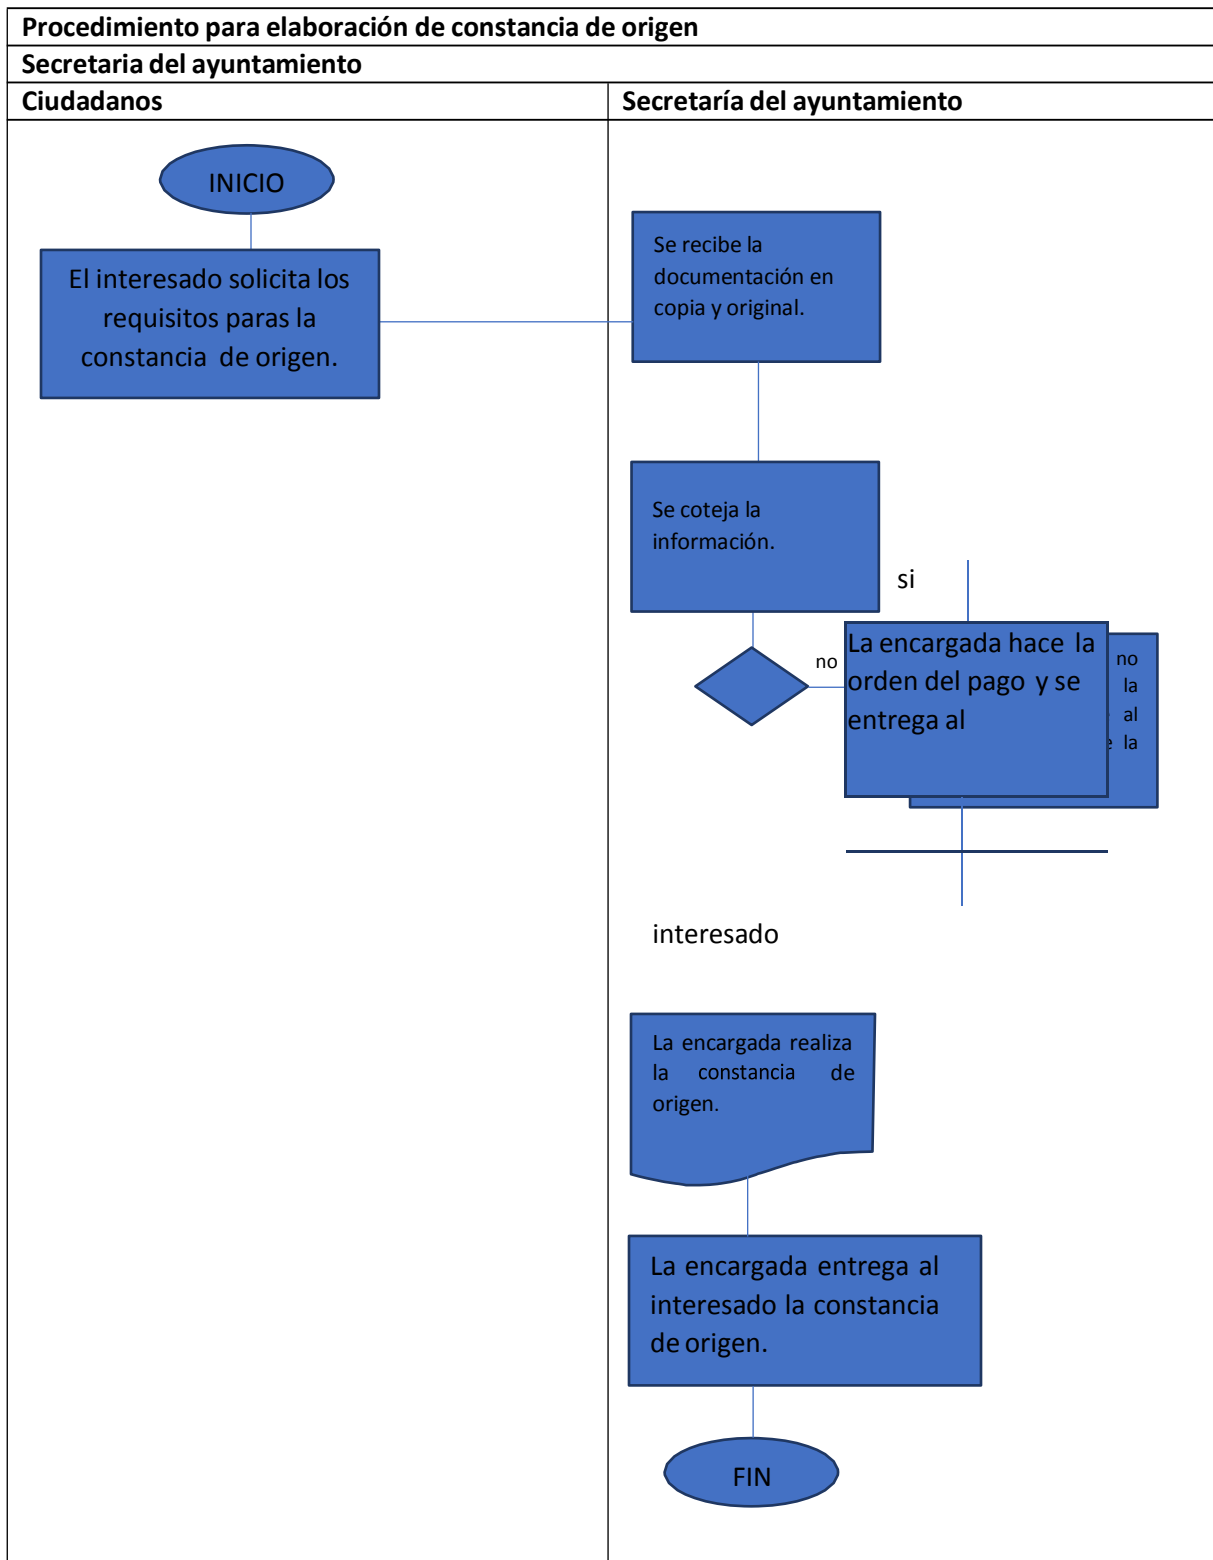 Procedimiento para elaboración de constancia de origen
Secretaria del ayuntamiento
Ciudadanos
Secretaría del ayuntamiento
INICIO
El interesado solicita los
requisitos paras la
constancia de origen.
Se recibe la
documentación en
copia y original.
Se coteja la
información.
si
no
La encargada hace la
orden del pago y se
entrega al
no
la
al
la
interesado
La encargada realiza
la constancia de
origen.
La encargada entrega al
interesado la constancia
de origen.
FIN